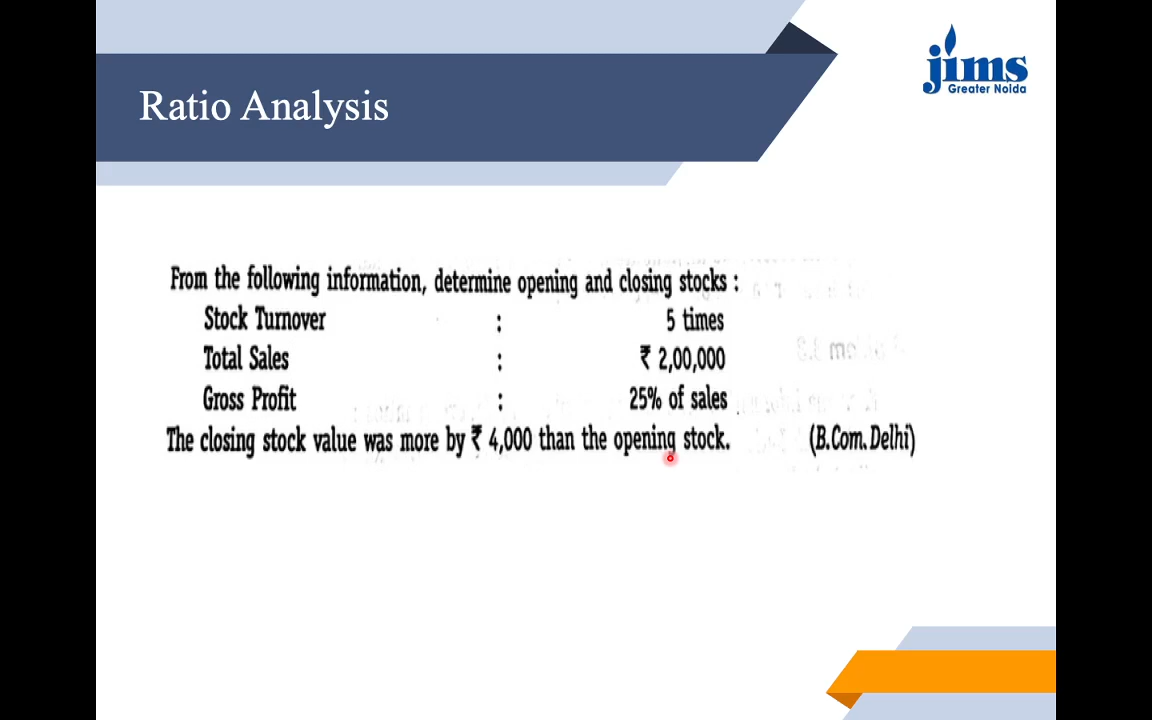 Ratio Analysis
jims
Greater Noida
From the following information, determine opening and closing stocks :
Stock Turnover : 5 times
Total Sales : ₹ 2,00,000
Gross Profit : 25% of sales
The closing stock value was more by ₹ 4,000 than the opening stock. (B.Com. Delhi)